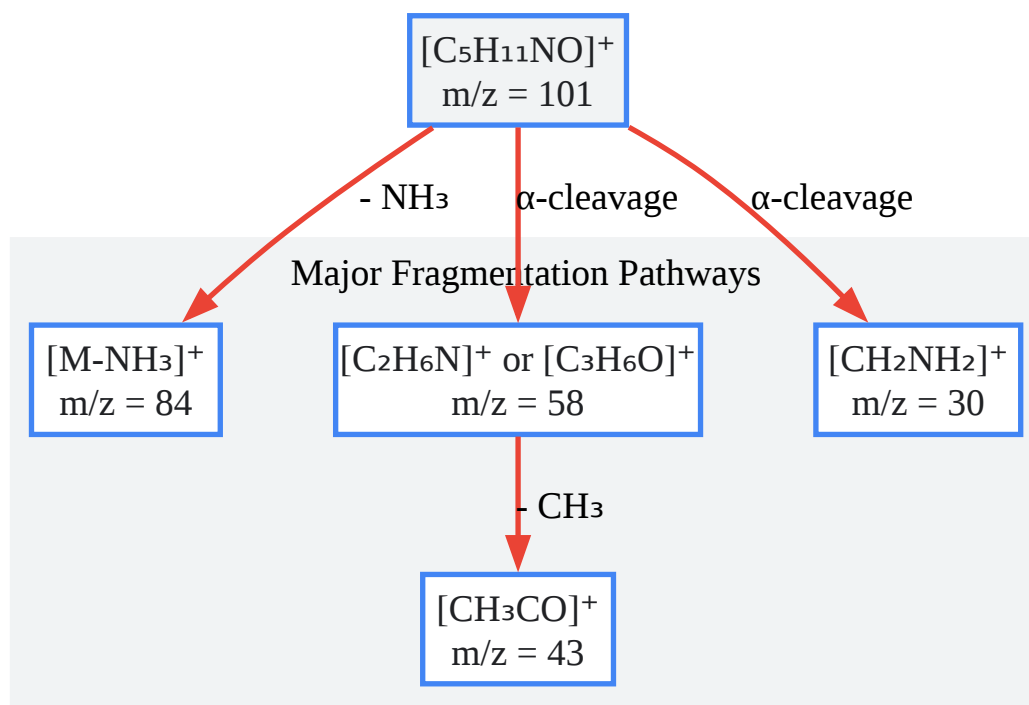 [C₅H₁₁NO]⁺
m/z = 101
- NH₃
α-cleavage
α-cleavage
Major Fragmentation Pathways
[M-NH₃]⁺
m/z = 84
[C₂H₆N]⁺ or [C₃H₆O]⁺
m/z = 58
[CH₂NH₂]⁺
m/z = 30
- CH₃
[CH₃CO]⁺
m/z = 43